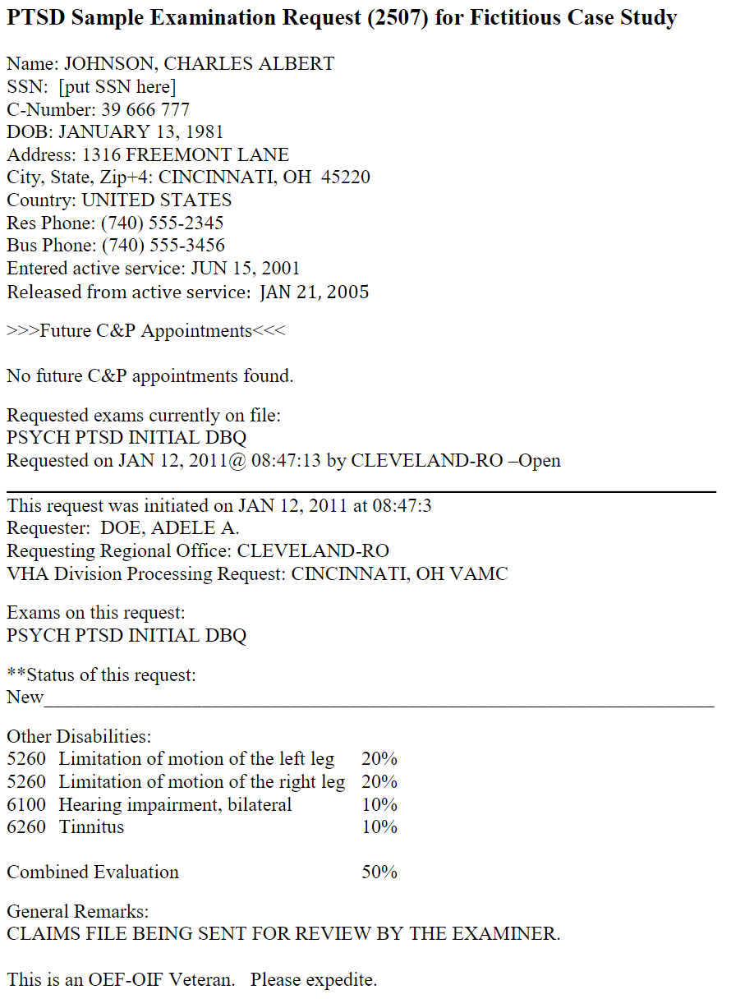 PTSD Sample Examination Request (2507) for Fictitious Case Study
Name: JOHNSON, CHARLES ALBERT
SSN:  [put SSN here]
C-Number: 39 666 777
DOB: JANUARY 13, 1981
Address: 1316 FREEMONT LANE
City, State, Zip+4: CINCINNATI, OH  45220
Country: UNITED STATES
Res Phone: (740) 555-2345
Bus Phone: (740) 555-3456
Entered active service: JUN 15, 2001
Released from active service:  JAN 21, 2005
>>>Future C&P Appointments<<<
No future C&P appointments found.
Requested exams currently on file:
PSYCH PTSD INITIAL DBQ
Requested on JAN 12, 2011@ 08:47:13 by CLEVELAND-RO –Open
This request was initiated on JAN 12, 2011 at 08:47:3
Requester:  DOE, ADELE A.
Requesting Regional Office: CLEVELAND-RO
VHA Division Processing Request: CINCINNATI, OH VAMC
Exams on this request:
PSYCH PTSD INITIAL DBQ
**Status of this request:
New
Other Disabilities:
5260  Limitation of motion of the left leg  20%
5260  Limitation of motion of the right leg  20%
6100  Hearing impairment, bilateral  10%
6260  Tinnitus  10%
Combined Evaluation  50%
General Remarks:
CLAIMS FILE BEING SENT FOR REVIEW BY THE EXAMINER.
This is an OEF-OIF Veteran.   Please expedite.